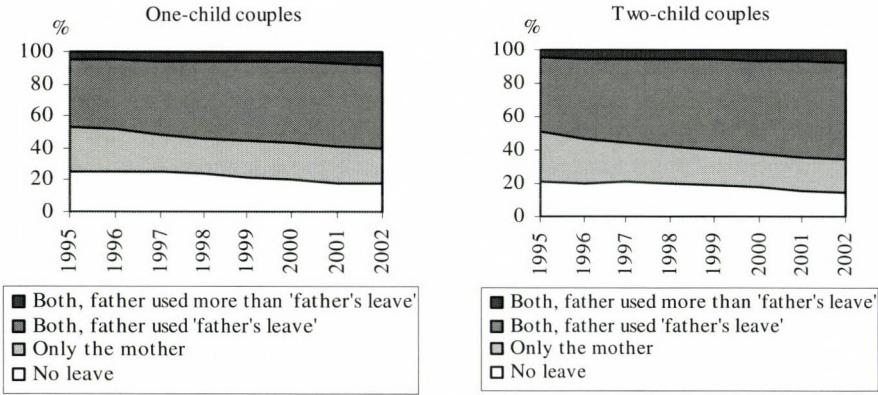 One-child couples
%
100
80
60
40
20
0
1995 1996 1997 1998 1999 2000 2001 2002
Both, father used more than 'father's leave'
Both, father used 'father's leave'
Only the mother
No leave
Two-child couples
%
100
80
60
40
20
0
1995 1996 1997 1998 1999 2000 2001 2002
Both, father used more than 'father's leave'
Both, father used 'father's leave'
Only the mother
No leave